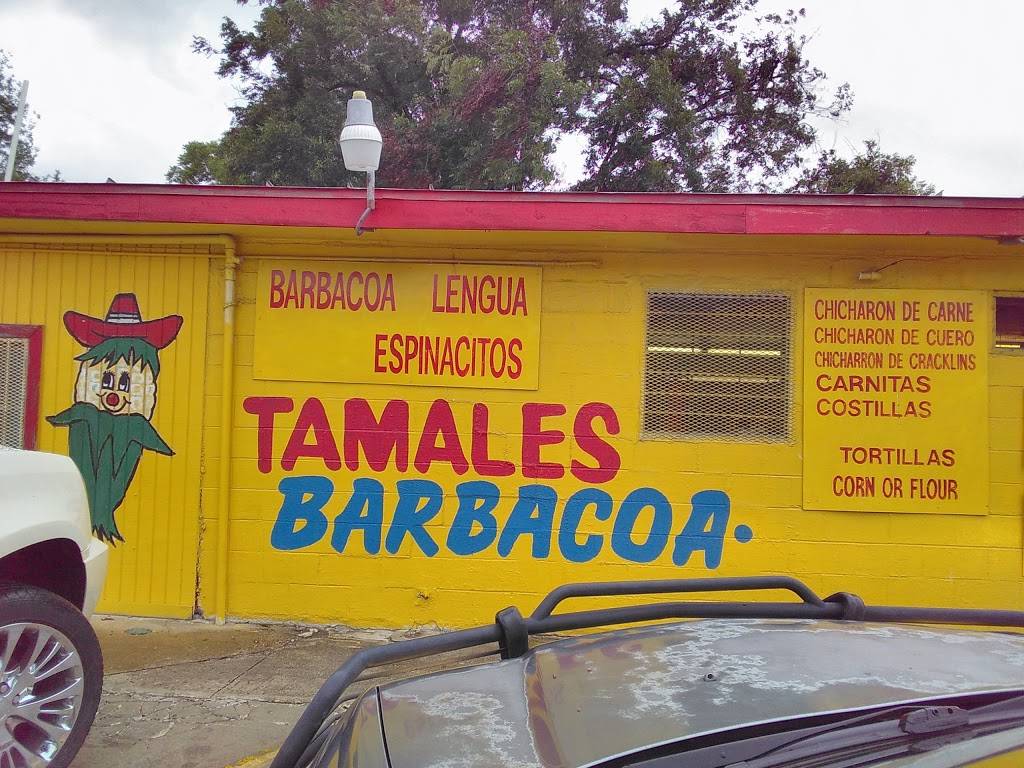 BARBACOA LENGUA
ESPINACITOS
TAMALES
BARBACOA.
CHICHARON DE CARNE
CHICHARON DE CUERO
CHICHARRON DE CRACKLINS
CARNITAS
COSTILLAS
TORTILLAS
CORN OR FLOUR